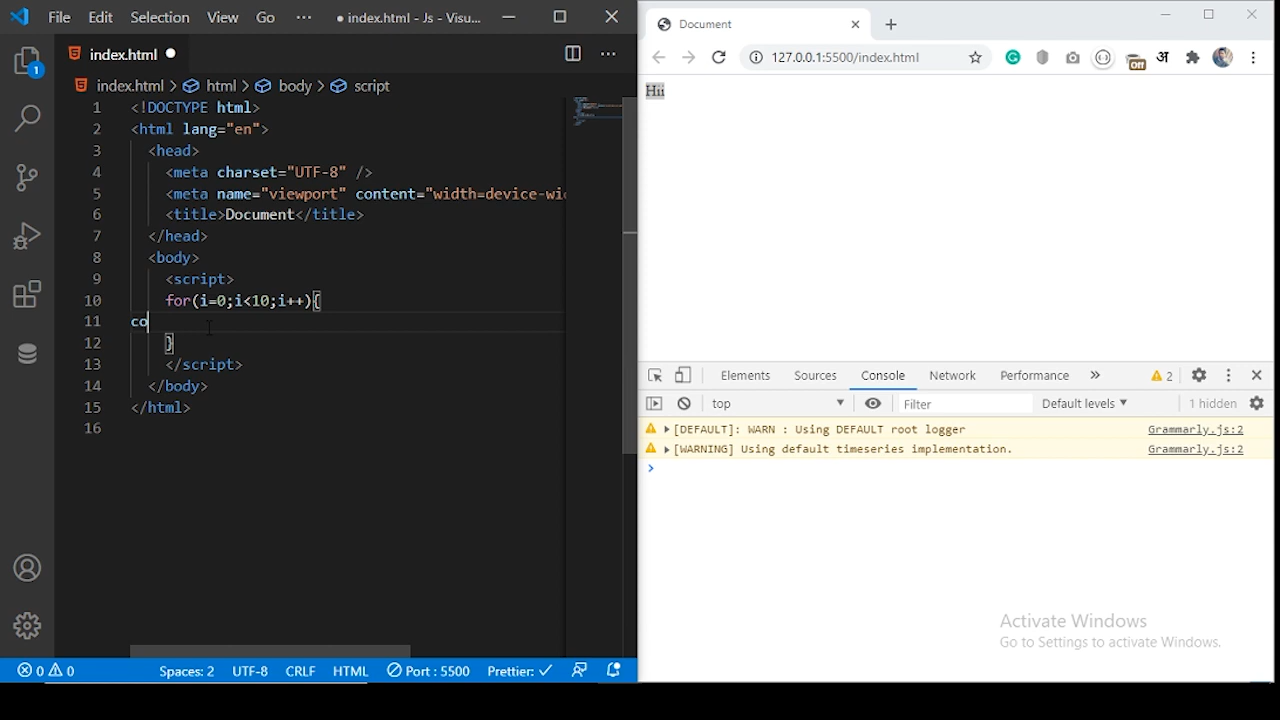 File Edit Selection View Go ··· ● index.html - Js - Visu...
index.html
index.html > html > body > script
1 <!DOCTYPE html>
2 <html lang="en">
3 <head>
4 <meta charset="UTF-8" />
5 <meta name="viewport" content="width=device-wi
6 <title>Document</title>
7 </head>
8 <body>
9 <script>
10 for(i=0;i<10;i++){
11 co
12 }
13 </script>
14 </body>
15 </html>
16
1
0 0 Spaces: 2 UTF-8 CRLF HTML Port : 5500 Prettier: ✓
Document
127.0.0.1:5500/index.html
Off अ
Hii
Elements Sources Console Network Performance » 2
top Filter Default levels 1 hidden
[DEFAULT]: WARN : Using DEFAULT root logger Grammarly.js:2
[WARNING] Using default timeseries implementation. Grammarly.js:2
>
Activate Windows
Go to Settings to activate Windows.